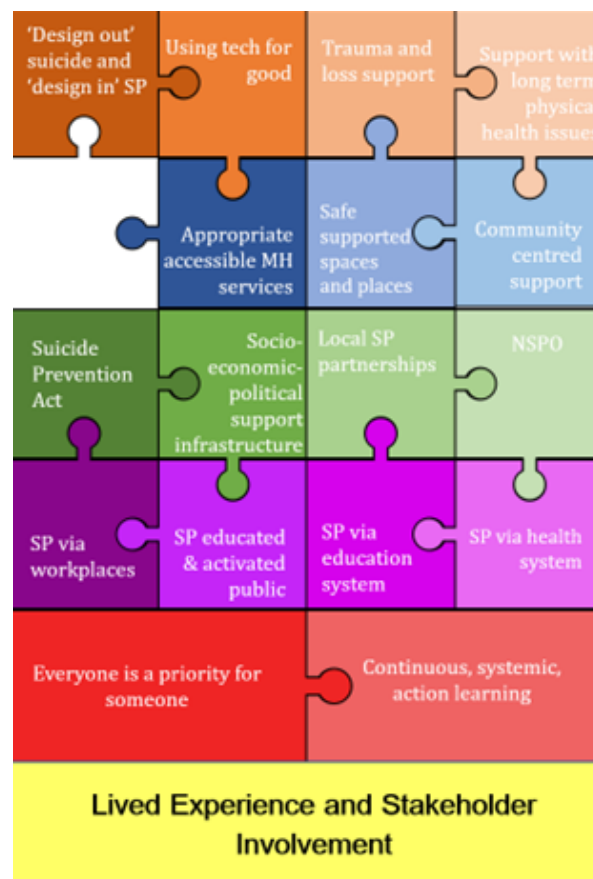 ‘Design out’
suicide and
‘design in’ SP
Using tech for
good
Trauma and
loss support
Support with
long term
physical
health issues
Appropriate
accessible MH
services
Safe
supported
spaces
and places
Community
centred
support
Suicide
Prevention
Act
Socio-
economic-
political
support
infrastructure
Local SP
partnerships
NSPO
SP via
workplaces
SP educated
& activated
public
SP via
education
system
SP via health
system
Everyone is a priority for
someone
Continuous, systemic,
action learning
Lived Experience and Stakeholder
Involvement